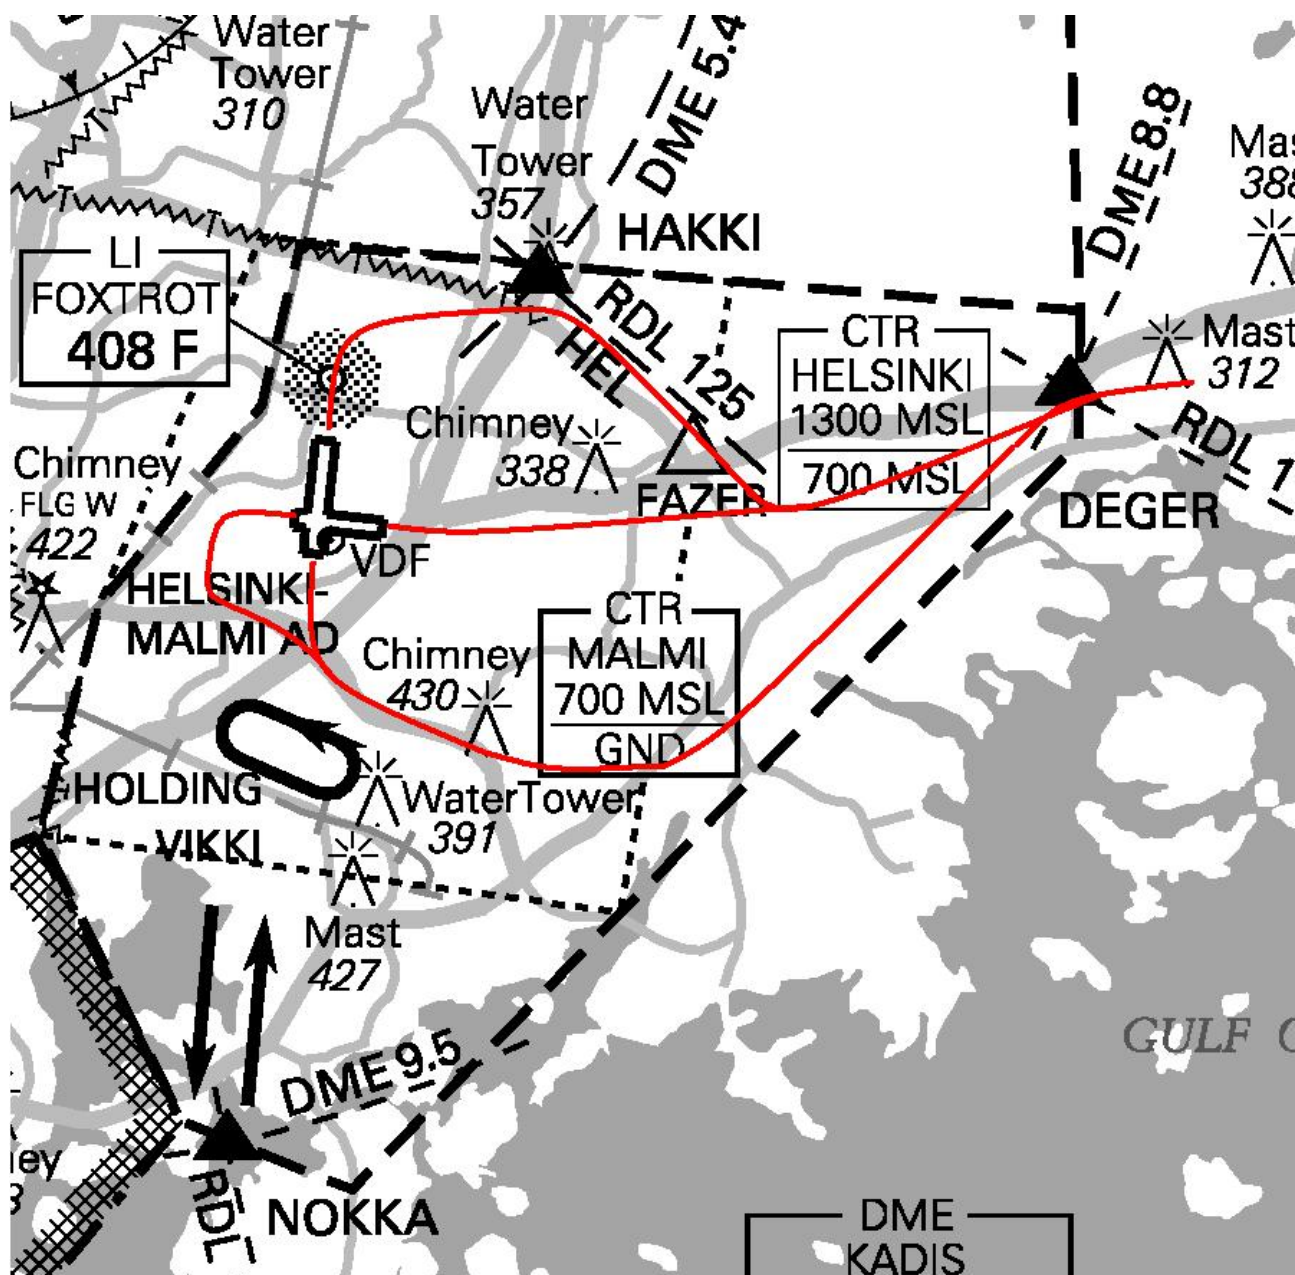 Water
Tower
310
Water
Tower
357
DME 5.4
HAKKI
DME 8.8
388
LI
FOXTROT
408 F
RDL 125
HEL
CTR
HELSINKI
1300 MSL
700 MSL
Mast
312
Chimney
338
FAZER
RDL 1
DEGER
Chimney
FLG W
422
VDF
HELSINKI-
MALMI AD
Chimney
430
CTR
MALMI
700 MSL
GND
HOLDING
VIKKI
Water Tower
391
Mast
427
DME 9.5
GULF
RDL
NOKKA
DME
KADIS